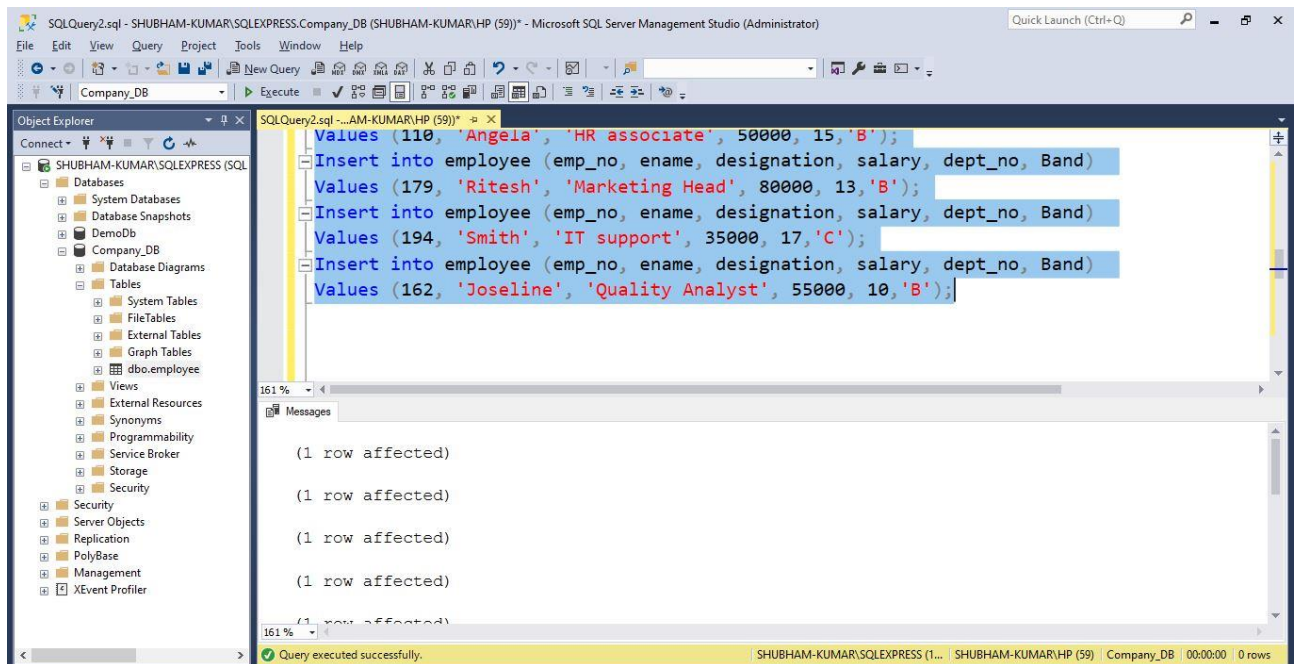 SQLQuery2.sql - SHUBHAM-KUMAR\SQLEXPRESS.Company_DB (SHUBHAM-KUMAR\HP (59))* - Microsoft SQL Server Management Studio (Administrator)
Quick Launch (Ctrl+Q)
File Edit View Query Project Tools Window Help
New Query
Company_DB
Execute
Object Explorer
Connect
SHUBHAM-KUMAR\SQLEXPRESS (SQL
Databases
System Databases
Database Snapshots
DemoDb
Company_DB
Database Diagrams
Tables
System Tables
FileTables
External Tables
Graph Tables
dbo.employee
Views
External Resources
Synonyms
Programmability
Service Broker
Storage
Security
Security
Server Objects
Replication
PolyBase
Management
XEvent Profiler
SQLQuery2.sql -...AM-KUMAR\HP (59))*
Values (110, 'Angela', 'HR associate', 50000, 15,'B');
Insert into employee (emp_no, ename, designation, salary, dept_no, Band)
Values (179, 'Ritesh', 'Marketing Head', 80000, 13,'B');
Insert into employee (emp_no, ename, designation, salary, dept_no, Band)
Values (194, 'Smith', 'IT support', 35000, 17,'C');
Insert into employee (emp_no, ename, designation, salary, dept_no, Band)
Values (162, 'Joseline', 'Quality Analyst', 55000, 10,'B');
161 %
Messages
(1 row affected)
(1 row affected)
(1 row affected)
(1 row affected)
(1 row affected)
161 %
Query executed successfully.
SHUBHAM-KUMAR\SQLEXPRESS (1... SHUBHAM-KUMAR\HP (59) Company_DB 00:00:00 0 rows